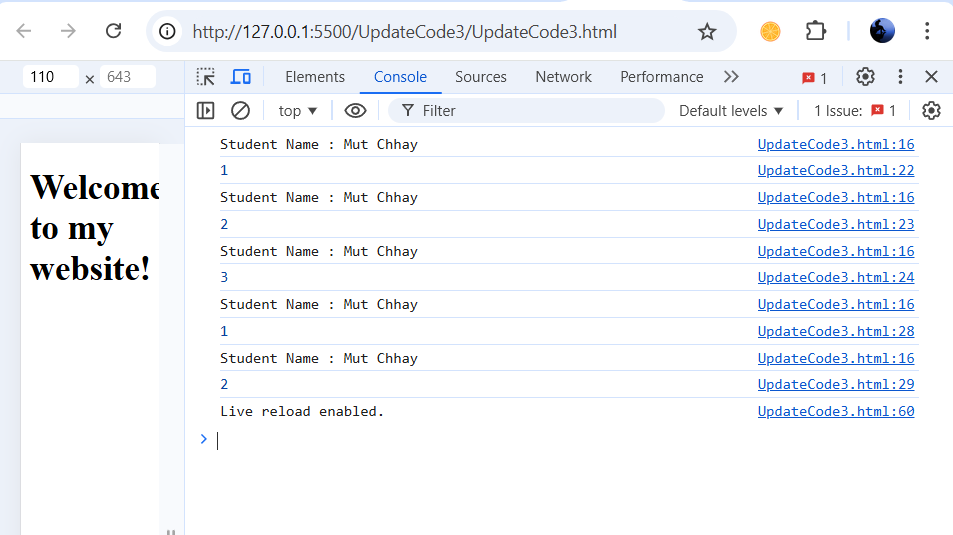 http://127.0.0.1:5500/UpdateCode3/UpdateCode3.html
110 × 643 Elements Console Sources Network Performance 1
top Filter Default levels 1 Issue: 1
Student Name : Mut Chhay UpdateCode3.html:16
1 UpdateCode3.html:22
Student Name : Mut Chhay UpdateCode3.html:16
2 UpdateCode3.html:23
Student Name : Mut Chhay UpdateCode3.html:16
3 UpdateCode3.html:24
Student Name : Mut Chhay UpdateCode3.html:16
1 UpdateCode3.html:28
Student Name : Mut Chhay UpdateCode3.html:16
2 UpdateCode3.html:29
Live reload enabled. UpdateCode3.html:60
>
Welcome
to my
website!